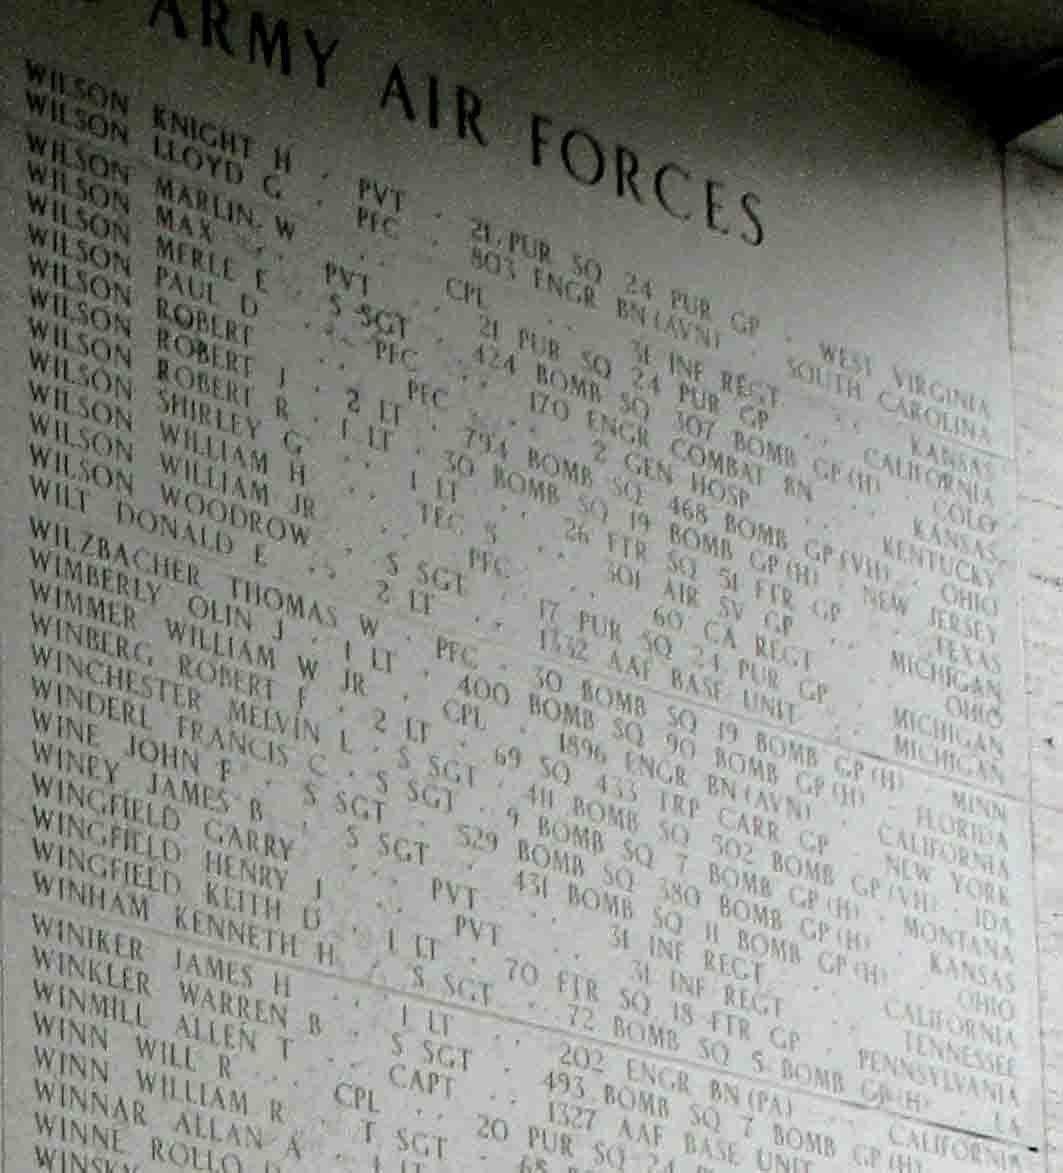 ARMY AIR FORCES
WILSON KNIGHT H . PVT . 21 PUR SQ 24 PUR GP . WEST VIRGINIA
WILSON LLOYD G . PFC . 803 ENGR BN (AVN) . SOUTH CAROLINA
WILSON MARLIN W .. CPL .. 31 INF REGT .. KANSAS
WILSON MAX J .. PVT .. 21 PUR SQ 24 PUR GP .. CALIFORNIA
WILSON MERLE E . S SGT . 424 BOMB SQ 307 BOMB GP (H) . COLO
WILSON PAUL D .. PFC .. 170 ENGR COMBAT BN .. KANSAS
WILSON ROBERT .. PFC .. 2 GEN HOSP .. KENTUCKY
WILSON ROBERT J . 2 LT . 794 BOMB SQ 468 BOMB GP (VH) . OHIO
WILSON ROBERT R . 1 LT . 30 BOMB SQ 19 BOMB GP (H) . NEW JERSEY
WILSON SHIRLEY G .. 1 LT .. 26 FTR SQ 51 FTR GP .. TEXAS
WILSON WILLIAM H .. TEC 5 .. 301 AIR SV GP .. MICHIGAN
WILSON WILLIAM JR .. PFC .. 60 CA REGT .. OHIO
WILSON WOODROW . S SGT . 17 PUR SQ 24 PUR GP . MICHIGAN
WILT DONALD E .. 2 LT .. 1332 AAF BASE UNIT .. MICHIGAN
WILZBACHER THOMAS W . PFC . 30 BOMB SQ 19 BOMB GP (H) . MINN
WIMBERLY OLIN J . 1 LT . 400 BOMB SQ 90 BOMB GP (H) . FLORIDA
WIMMER WILLIAM W JR . CPL . 1896 ENGR BN (AVN) . CALIFORNIA
WINBERG ROBERT F . 2 LT . 69 SQ 433 TRP CARR GP . NEW YORK
WINCHESTER MELVIN L . S SGT . 411 BOMB SQ 502 BOMB GP (VH) . IDA
WINDERL FRANCIS C . S SGT . 9 BOMB SQ 7 BOMB GP (H) . MONTANA
WINE JOHN F . S SGT . 529 BOMB SQ 380 BOMB GP (H) . KANSAS
WINEY JAMES B . S SGT . 431 BOMB SQ 11 BOMB GP (H) . OHIO
WINGFIELD GARRY ... PVT .. 31 INF REGT .. CALIFORNIA
WINGFIELD HENRY J .. PVT .. 31 INF REGT .. TENNESSEE
WINGFIELD KEITH D . 1 LT . 70 FTR SQ 18 FTR GP . PENNSYLVANIA
WINHAM KENNETH H . S SGT .. 72 BOMB SQ 5 BOMB GP (H) . LA
WINIKER JAMES H .. 1 LT .. 202 ENGR BN (PA) .. CALIFORNIA
WINKLER WARREN B . S SGT . 493 BOMB SQ 7 BOMB GP (H)
WINMILL ALLEN T .. CAPT .. 1327 AAF BASE UNIT
WINN WILL R ... CPL .. 20 PUR SQ 24
WINN WILLIAM R . T SGT
WINNAR ALLAN A . 1 LT
WINNE ROLLO